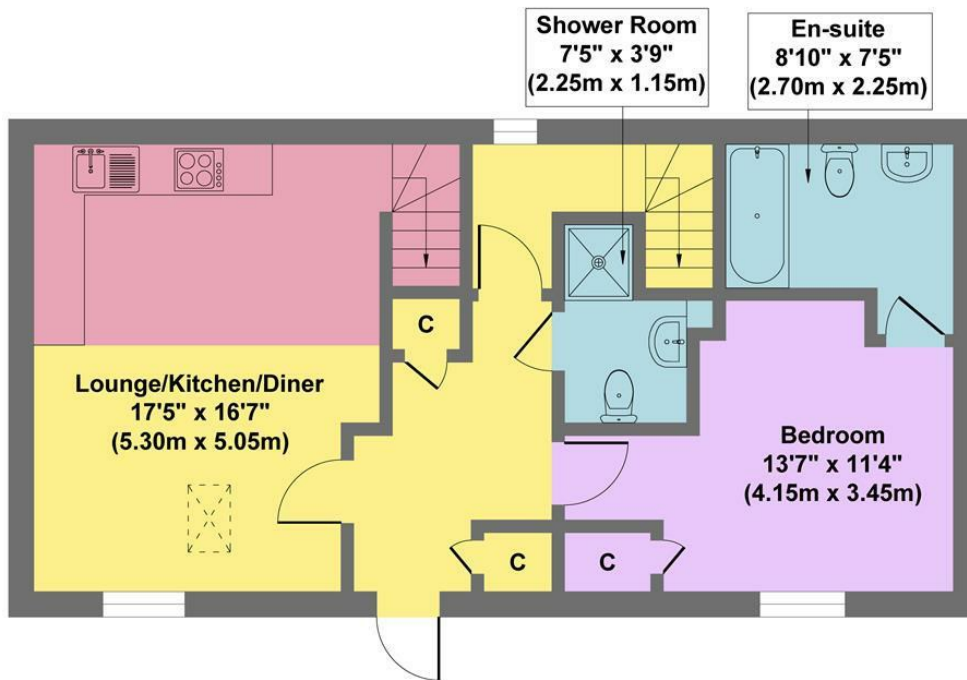 Shower Room
7'5" x 3'9"
(2.25m x 1.15m)
En-suite
8'10" x 7'5"
(2.70m x 2.25m)
C
Lounge/Kitchen/Diner
17'5" x 16'7"
(5.30m x 5.05m)
Bedroom
13'7" x 11'4"
(4.15m x 3.45m)
C
C